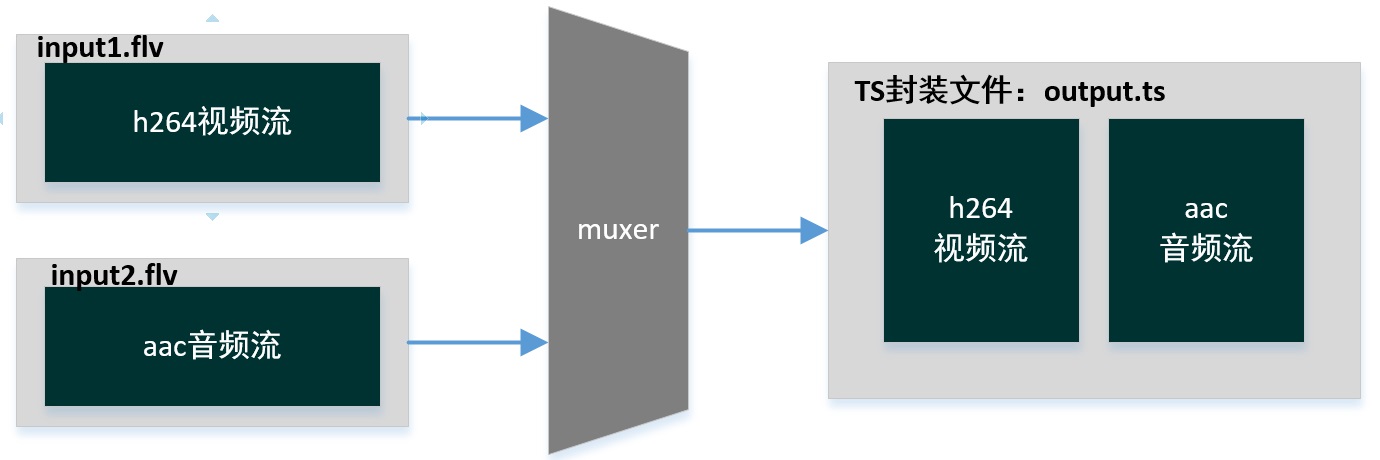 input1.flv
h264视频流
input2.flv
aac音频流
muxer
TS封装文件：output.ts
h264
视频流
aac
音频流